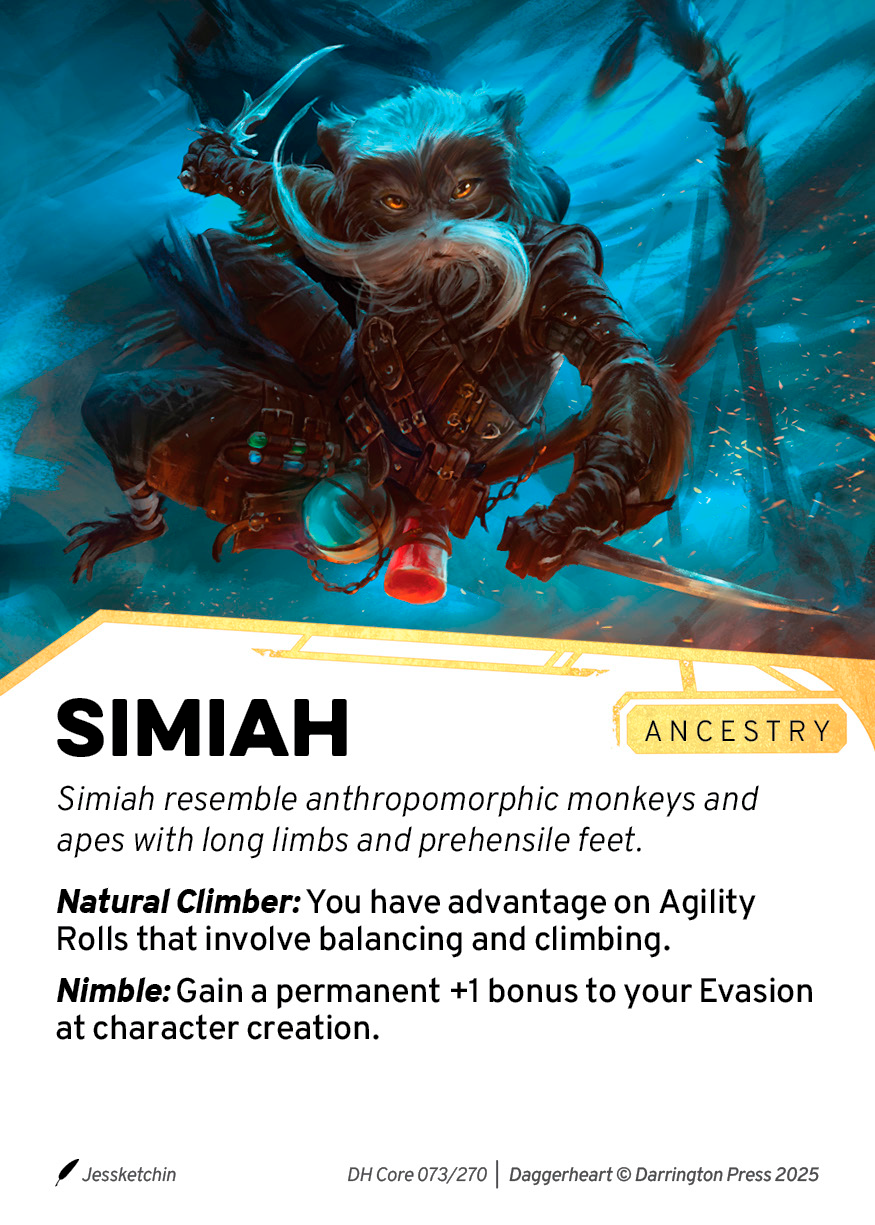 SIMIAH
ANCESTRY
Simiah resemble anthropomorphic monkeys and
apes with long limbs and prehensile feet.
Natural Climber: You have advantage on Agility
Rolls that involve balancing and climbing.
Nimble: Gain a permanent +1 bonus to your Evasion
at character creation.
Jessketchin
DH Core 073/270 | Daggerheart © Darrington Press 2025